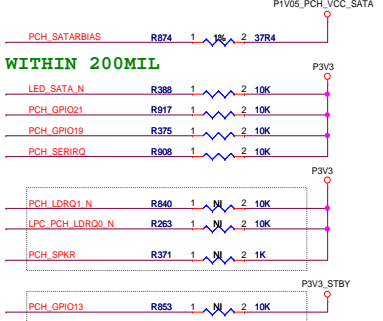 P1V05_PCH_VCC_SATA
PCH_SATARBIAS R874 1 1% 2 37R4
WITHIN 200MIL
P3V3
LED_SATA_N R388 1 2 10K
PCH_GPIO21 R917 1 2 10K
PCH_GPIO19 R375 1 2 10K
PCH_SERIRQ R908 1 2 10K
P3V3
PCH_LDRQ1_N R840 1 NI 2 10K
LPC_PCH_LDRQ0_N R263 1 NI 2 10K
PCH_SPKR R371 1 NI 2 1K
P3V3_STBY
PCH_GPIO13 R853 1 NI 2 10K